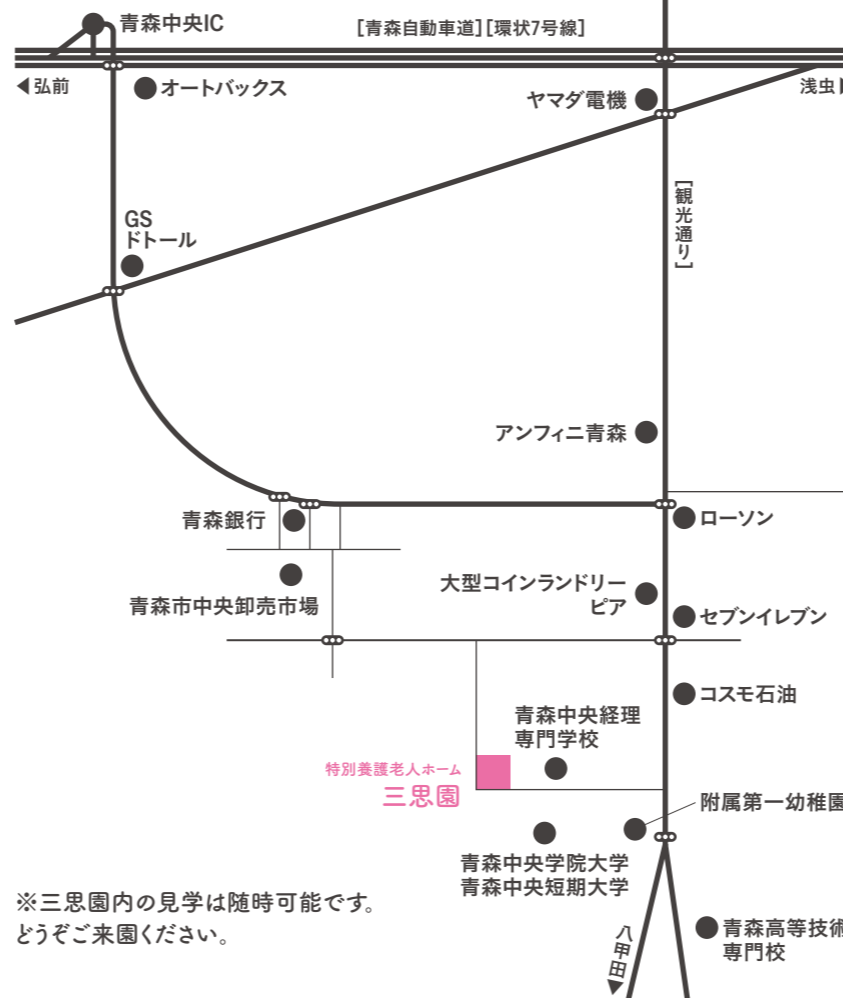 青森中央IC
[青森自動車道][環状7号線]
◀弘前
オートバックス
ヤマダ電機
浅虫
[観光通り]
GS
ドトール
アンフィニ青森
青森銀行
ローソン
青森市中央卸売市場
大型コインランドリー
ピア
セブンイレブン
コスモ石油
青森中央経理
専門学校
特別養護老人ホーム
三思園
附属第一幼稚園
青森中央学院大学
青森中央短期大学
※三思園内の見学は随時可能です。
どうぞご来園ください。
八甲田▶
青森高等技術
専門校